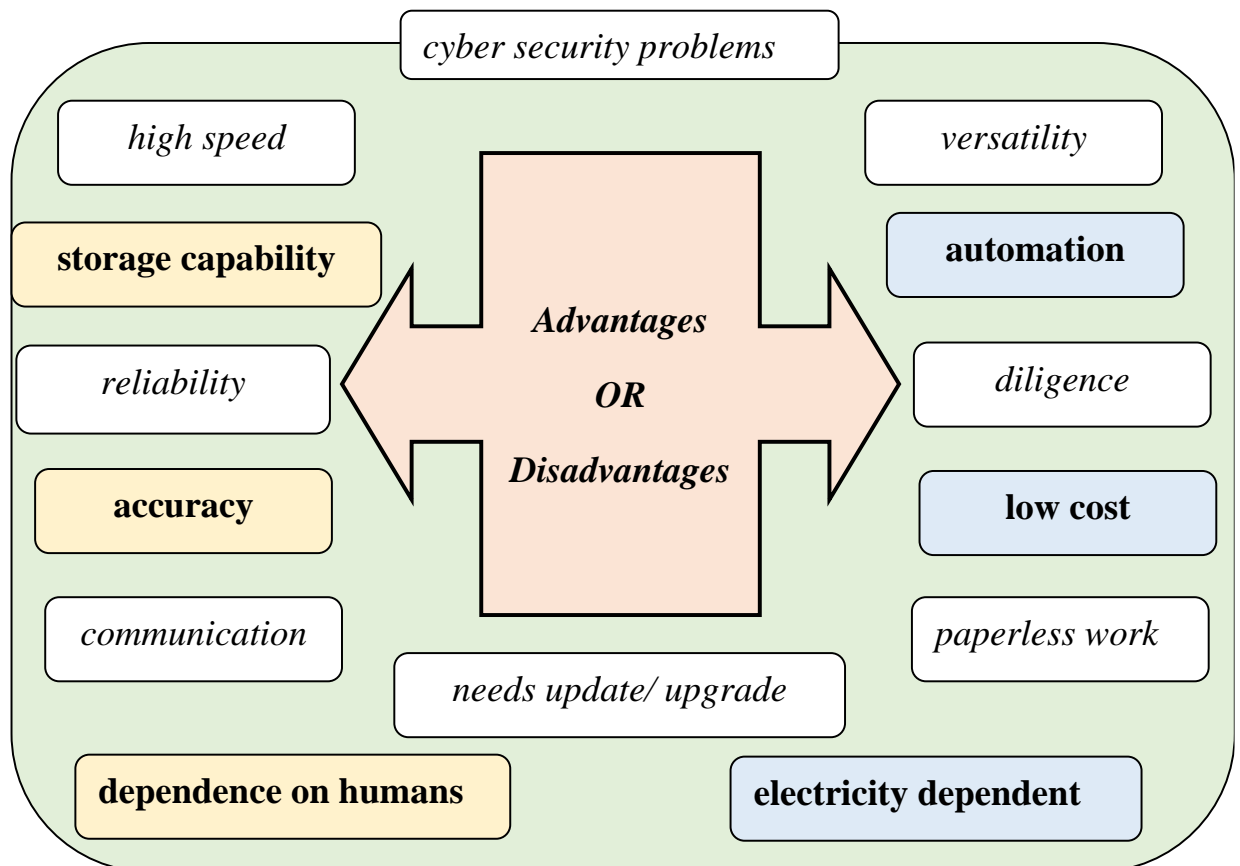 cyber security problems
high speed
versatility
storage capability
automation
Advantages
OR
Disadvantages
reliability
diligence
accuracy
low cost
communication
paperless work
needs update/ upgrade
dependence on humans
electricity dependent